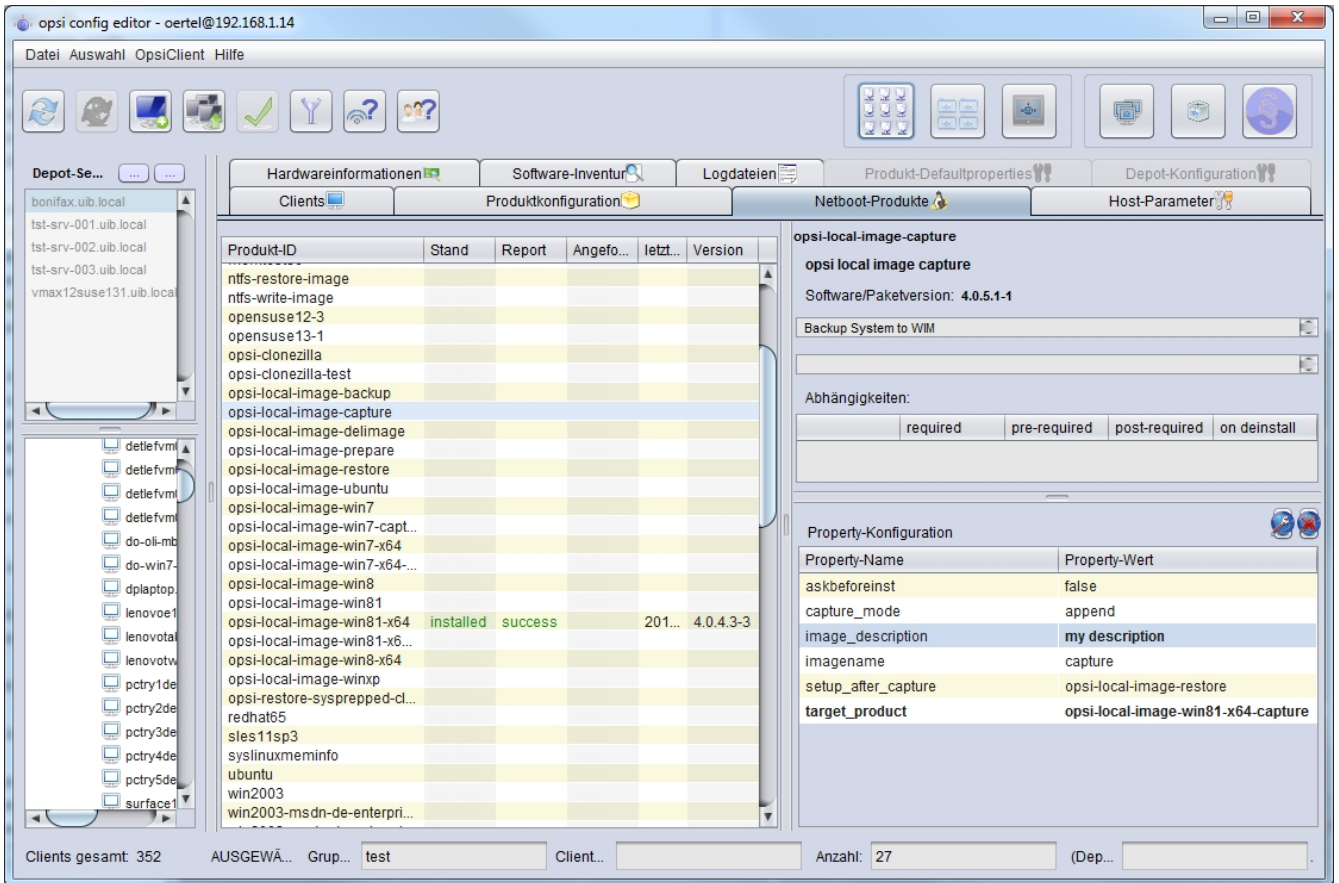 opsi config editor - oertel@192.168.1.14
Datei Auswahl OpsiClient Hilfe
Depot-Se... ... ...
bonifax.uib.local
tst-srv-001.uib.local
tst-srv-002.uib.local
tst-srv-003.uib.local
vmax12suse131.uib.local
detlefvm
detlefvm
detlefvm
detlefvm
do-oli-mb
do-win7-
dplaptop.
lenovoe1
lenovota
lenovotw
pctry1de
pctry2de
pctry3de
pctry4de
pctry5de
surface1
Hardwareinformationen Software-Inventur Logdateien Produkt-Defaultproperties Depot-Konfiguration
Clients Produktkonfiguration Netboot-Produkte Host-Parameter
Produkt-ID Stand Report Angefo... letzt... Version
ntfs-restore-image
ntfs-write-image
opensuse12-3
opensuse13-1
opsi-clonezilla
opsi-clonezilla-test
opsi-local-image-backup
opsi-local-image-capture
opsi-local-image-delimage
opsi-local-image-prepare
opsi-local-image-restore
opsi-local-image-ubuntu
opsi-local-image-win7
opsi-local-image-win7-capt...
opsi-local-image-win7-x64
opsi-local-image-win7-x64-...
opsi-local-image-win8
opsi-local-image-win81
opsi-local-image-win81-x64 installed success 201... 4.0.4.3-3
opsi-local-image-win81-x6...
opsi-local-image-win8-x64
opsi-local-image-winxp
opsi-restore-sysprepped-cl...
redhat65
sles11sp3
syslinuxmeminfo
ubuntu
win2003
win2003-msdn-de-enterpri...
opsi-local-image-capture
opsi local image capture
Software/Paketversion: 4.0.5.1-1
Backup System to WIM
Abhängigkeiten:
required pre-required post-required on deinstall
Property-Konfiguration
Property-Name Property-Wert
askbeforeinst false
capture_mode append
image_description my description
imagename capture
setup_after_capture opsi-local-image-restore
target_product opsi-local-image-win81-x64-capture
Clients gesamt: 352 AUSGEWÄ... Grup... test Client... Anzahl: 27 (Dep... .